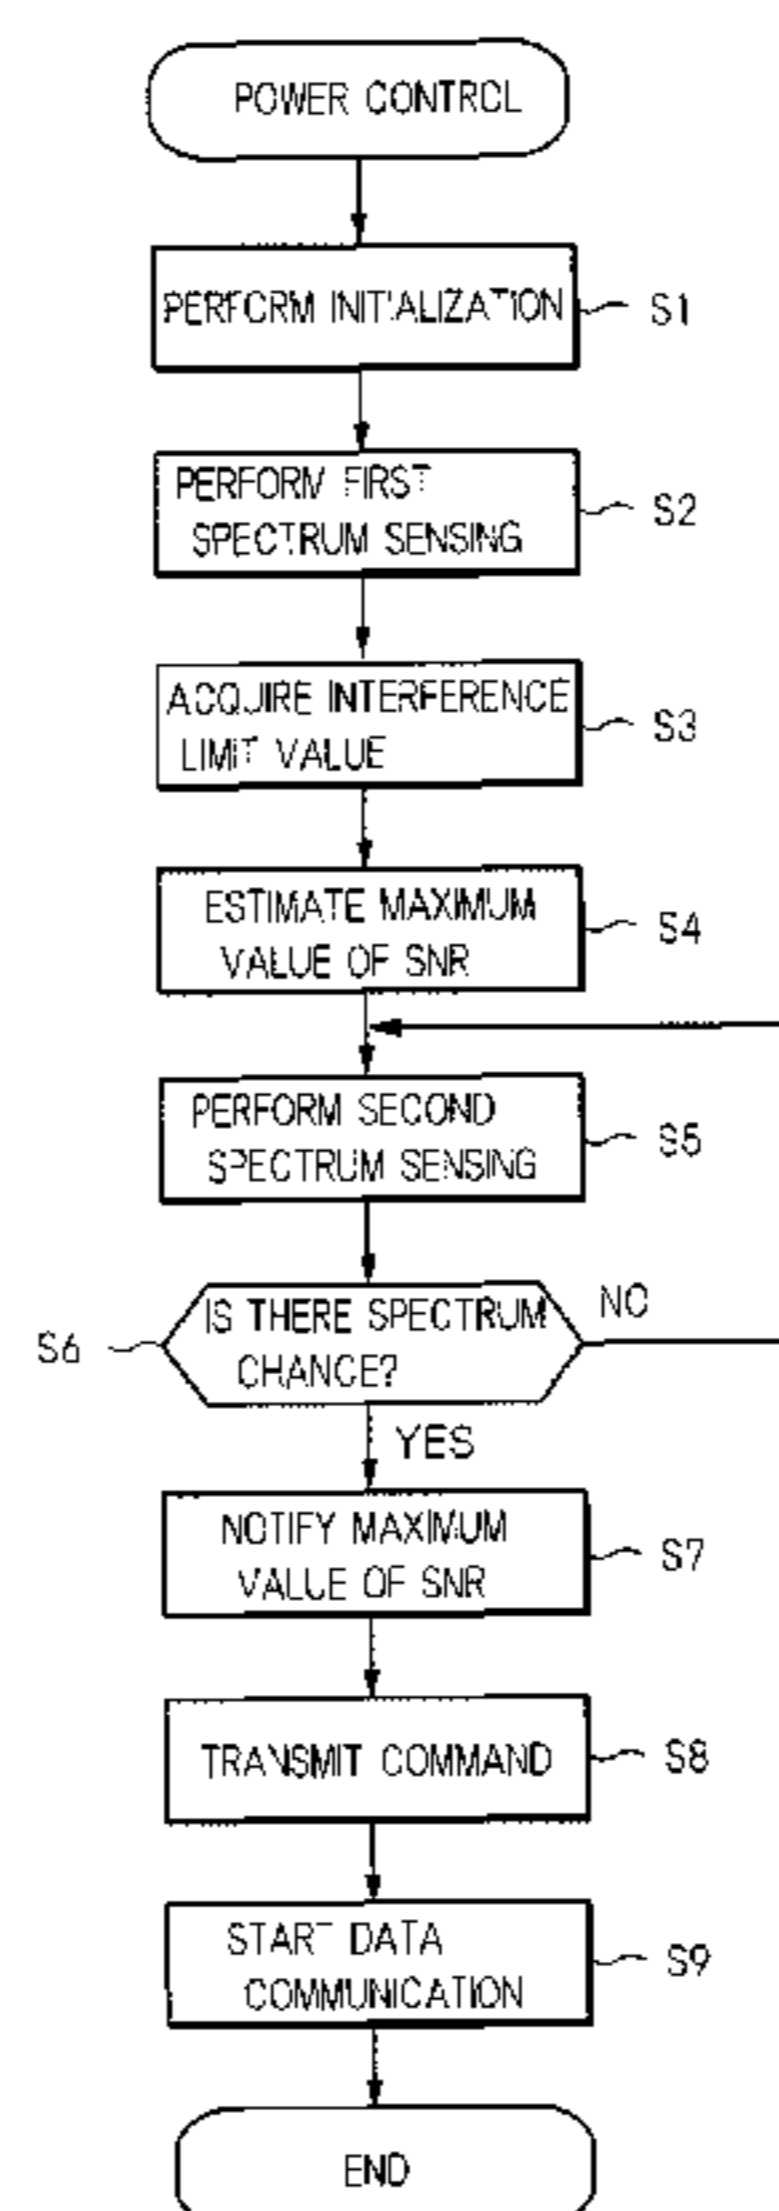 POWER CONTROL
PERFORM INITIALIZATION
S1
PERFORM FIRST
SPECTRUM SENSING
S2
ACQUIRE INTERFERENCE
LIMIT VALUE
S3
ESTIMATE MAXIMUM
VALUE OF SNR
S4
PERFORM SECOND
SPECTRUM SENSING
S5
IS THERE SPECTRUM
CHANCE?
NO
S6
YES
NOTIFY MAXIMUM
VALUE OF SNR
S7
TRANSMIT COMMAND
S8
START DATA
COMMUNICATION
S9
END